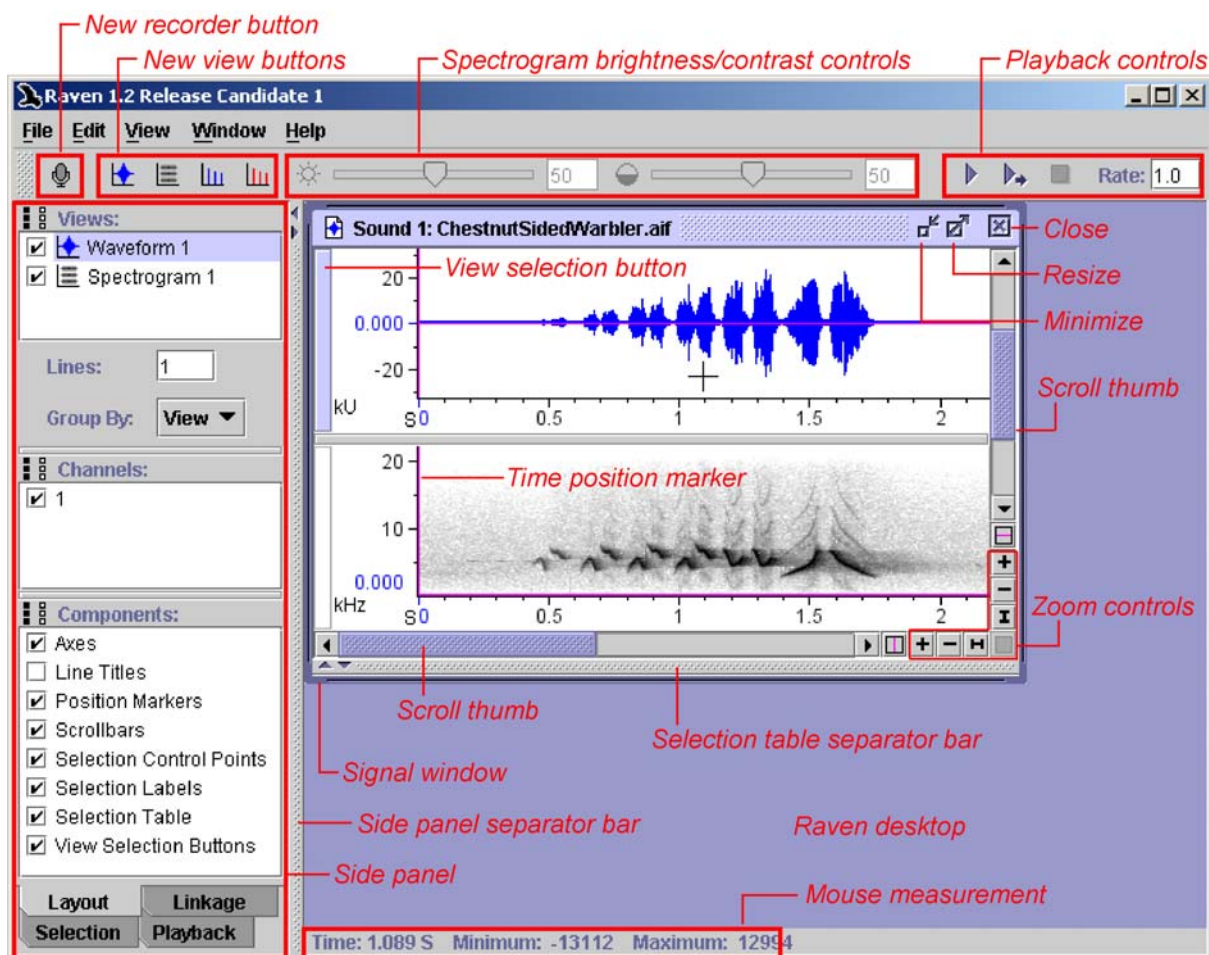 New recorder button
New view buttons
Spectrogram brightness/contrast controls
Playback controls
Raven 1.2 Release Candidate 1
File Edit View Window Help
50
50
Rate: 1.0
Views:
Waveform 1
Spectrogram 1
Lines: 1
Group By: View
Channels:
1
Components:
Axes
Line Titles
Position Markers
Scrollbars
Selection Control Points
Selection Labels
Selection Table
View Selection Buttons
Layout Linkage
Selection Playback
Sound 1: ChestnutSidedWarbler.aif
Close
View selection button
Resize
Minimize
20
0.000
-20
kU
S 0 0.5 1 1.5 2
Scroll thumb
Time position marker
20
10
0.000
kHz
S 0 0.5 1 1.5 2
Zoom controls
Scroll thumb
Selection table separator bar
Signal window
Side panel separator bar
Raven desktop
Side panel
Mouse measurement
Time: 1.089 S Minimum: -13112 Maximum: 12994